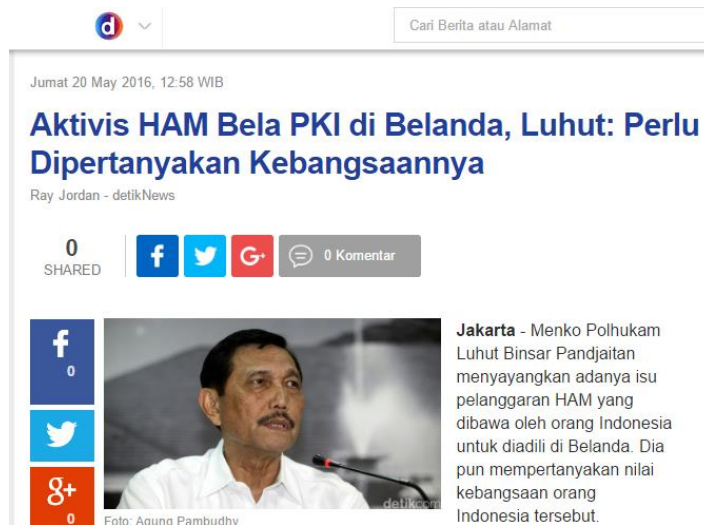 d
Cari Berita atau Alamat
Jumat 20 May 2016, 12:58 WIB
Aktivis HAM Bela PKI di Belanda, Luhut: Perlu
Dipertanyakan Kebangsaannya
Ray Jordan - detikNews
0
SHARED
f
G+
0 Komentar
f
0
g+
0
detikcom
Foto: Agung Pambudhy
Jakarta - Menko Polhukam
Luhut Binsar Pandjaitan
menyayangkan adanya isu
pelanggaran HAM yang
dibawa oleh orang Indonesia
untuk diadili di Belanda. Dia
pun mempertanyakan nilai
kebangsaan orang
Indonesia tersebut.